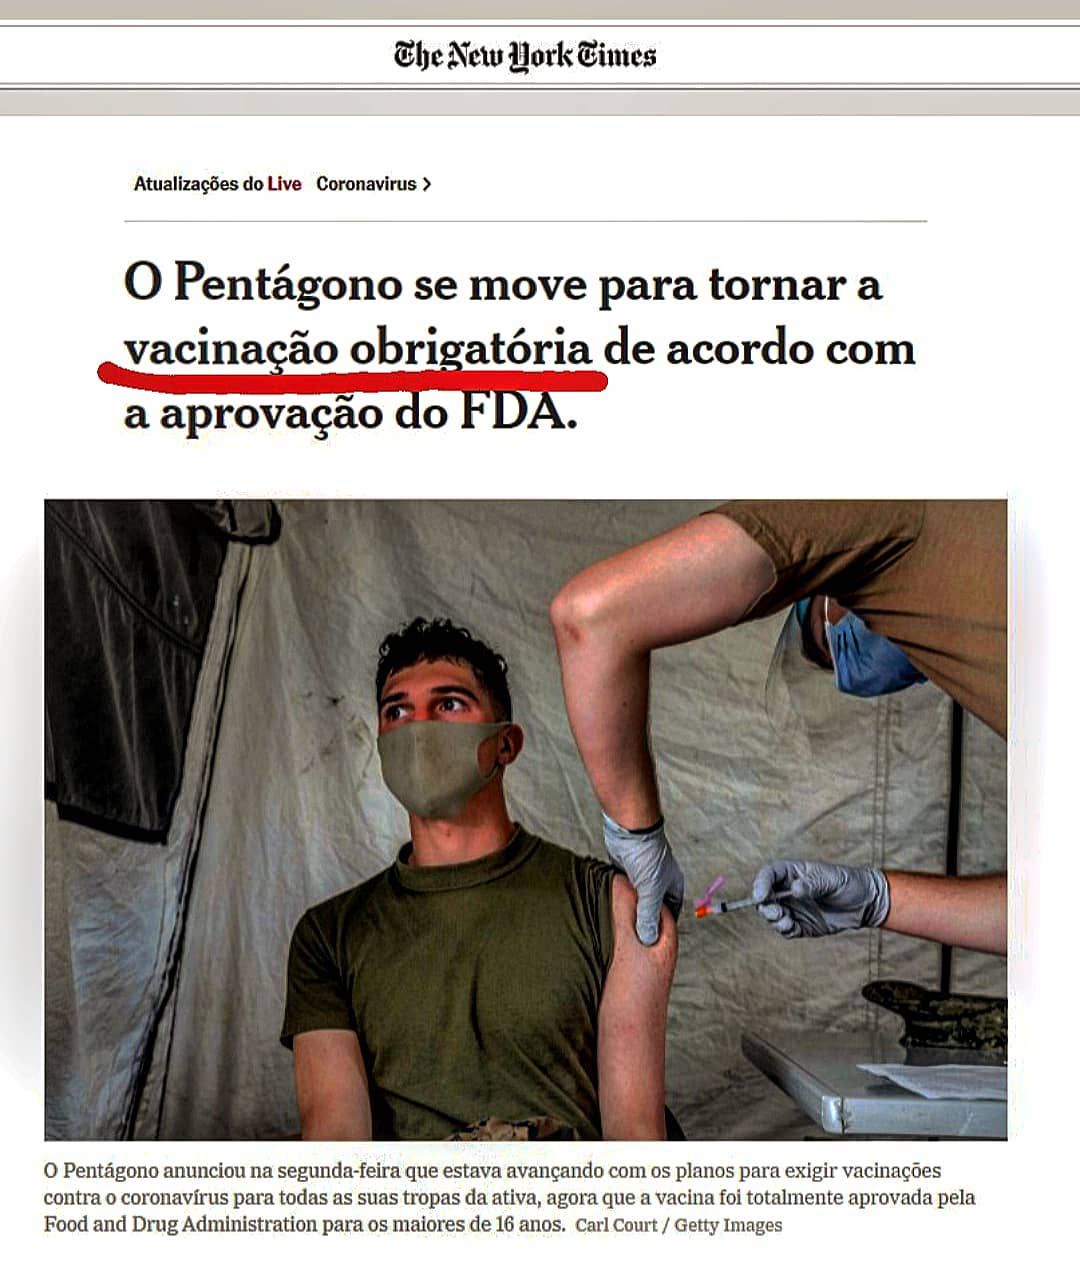 The New York Times
Atualizações do Live Coronavirus >
O Pentágono se move para tornar a
vacinação obrigatória de acordo com
a aprovação do FDA.
O Pentágono anunciou na segunda-feira que estava avançando com os planos para exigir vacinações
contra o coronavírus para todas as suas tropas da ativa, agora que a vacina foi totalmente aprovada pela
Food and Drug Administration para os maiores de 16 anos. Carl Court / Getty Images